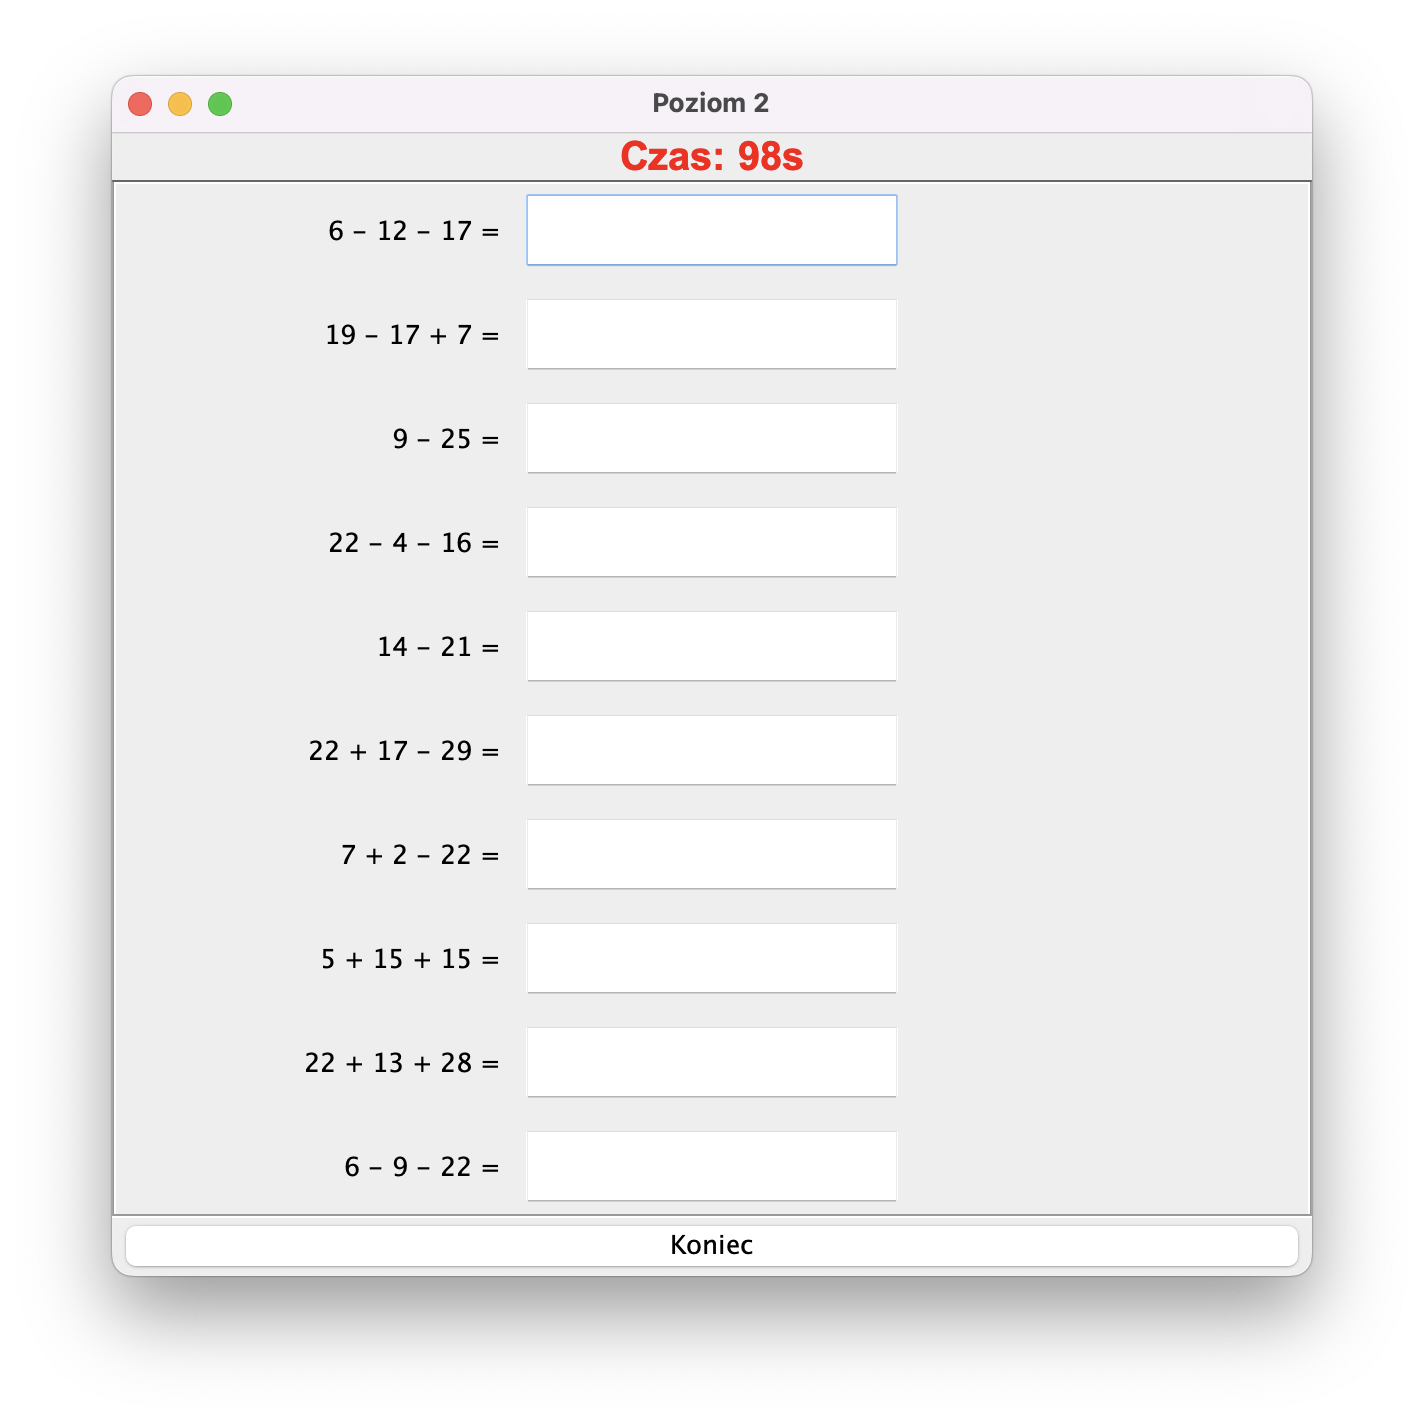 Poziom 2
Czas: 98s
6 – 12 – 17 =
19 – 17 + 7 =
9 – 25 =
22 – 4 – 16 =
14 – 21 =
22 + 17 – 29 =
7 + 2 – 22 =
5 + 15 + 15 =
22 + 13 + 28 =
6 – 9 – 22 =
Koniec